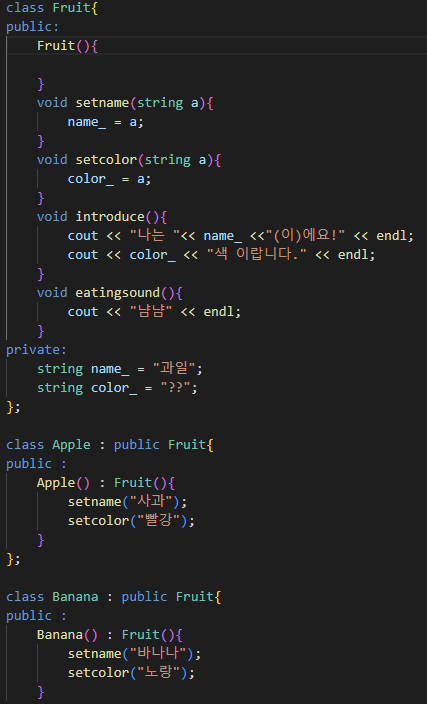 class Fruit{
public:
    Fruit(){

    }
    void setname(string a){
        name_ = a;
    }
    void setcolor(string a){
        color_ = a;
    }
    void introduce(){
        cout << "나는 "<< name_ <<"(이)에요!" << endl;
        cout << color_ << "색 이랍니다." << endl;
    }
    void eatingsound(){
        cout << "냠냠" << endl;
    }
private:
    string name_ = "과일";
    string color_ = "??";
};

class Apple : public Fruit{
public :
    Apple() : Fruit(){
        setname("사과");
        setcolor("빨강");
    }
};

class Banana : public Fruit{
public :
    Banana() : Fruit(){
        setname("바나나");
        setcolor("노랑");
    }